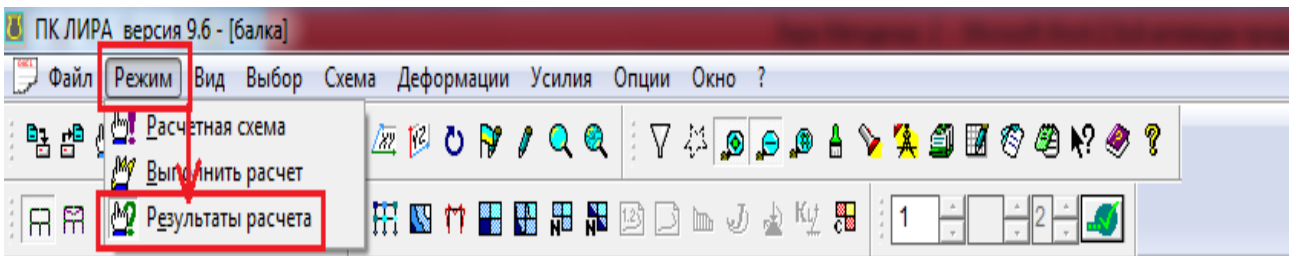 ПК ЛИРА версия 9.6 - [балка]
Файл Режим Вид Выбор Схема Деформации Усилия Опции Окно ?
Расчетная схема
Выполнить расчет
Результаты расчета
1 2